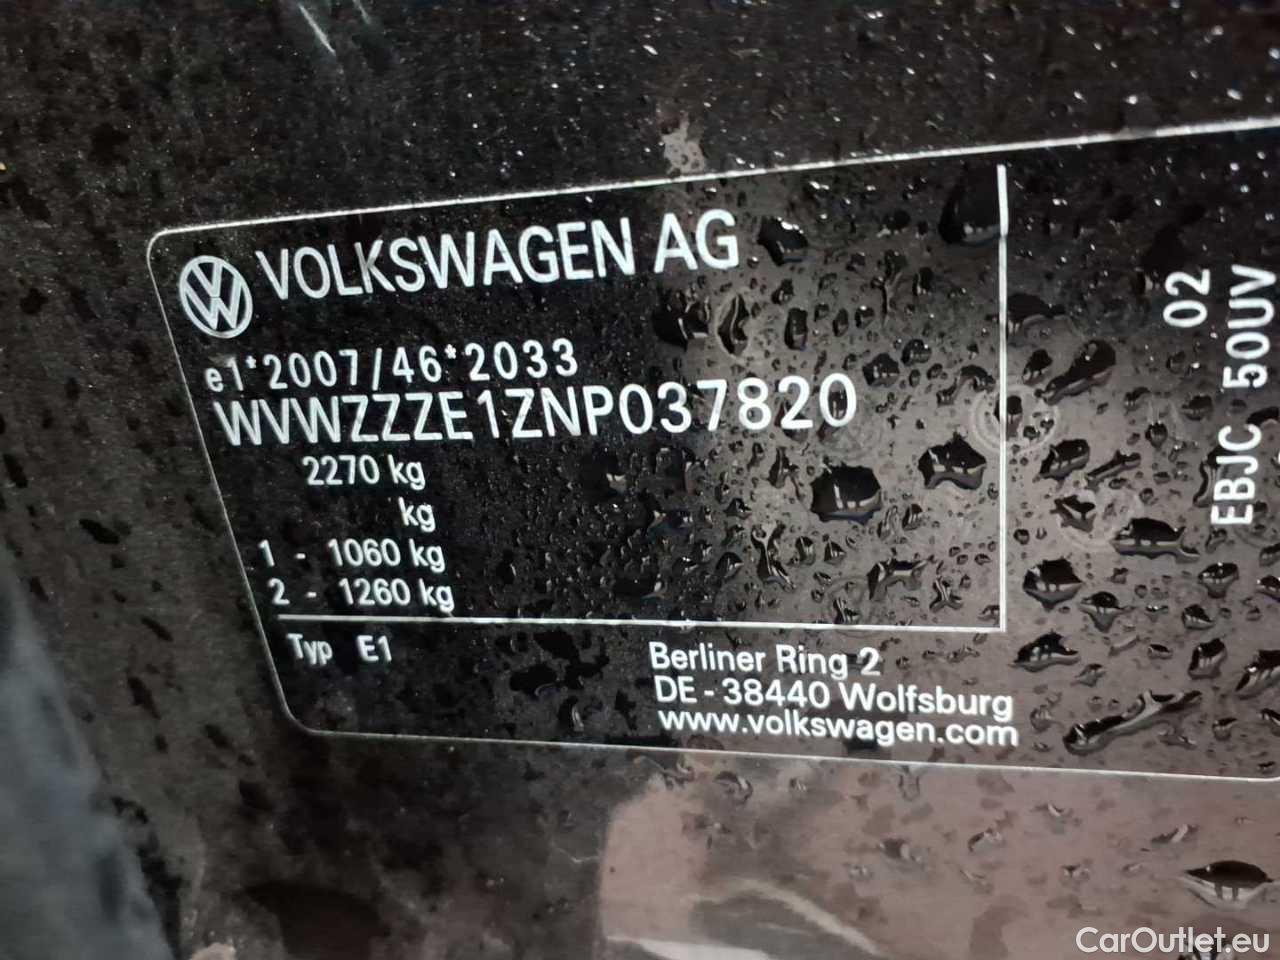 VOLKSWAGEN AG
e1*2007/46*2033
WVWZZZE1ZNP037820
2270 kg
kg
1 - 1060 kg
2 - 1260 kg
Typ E1
Berliner Ring 2
DE - 38440 Wolfsburg
www.volkswagen.com
02
EBJC 50UV
CarOutlet.eu